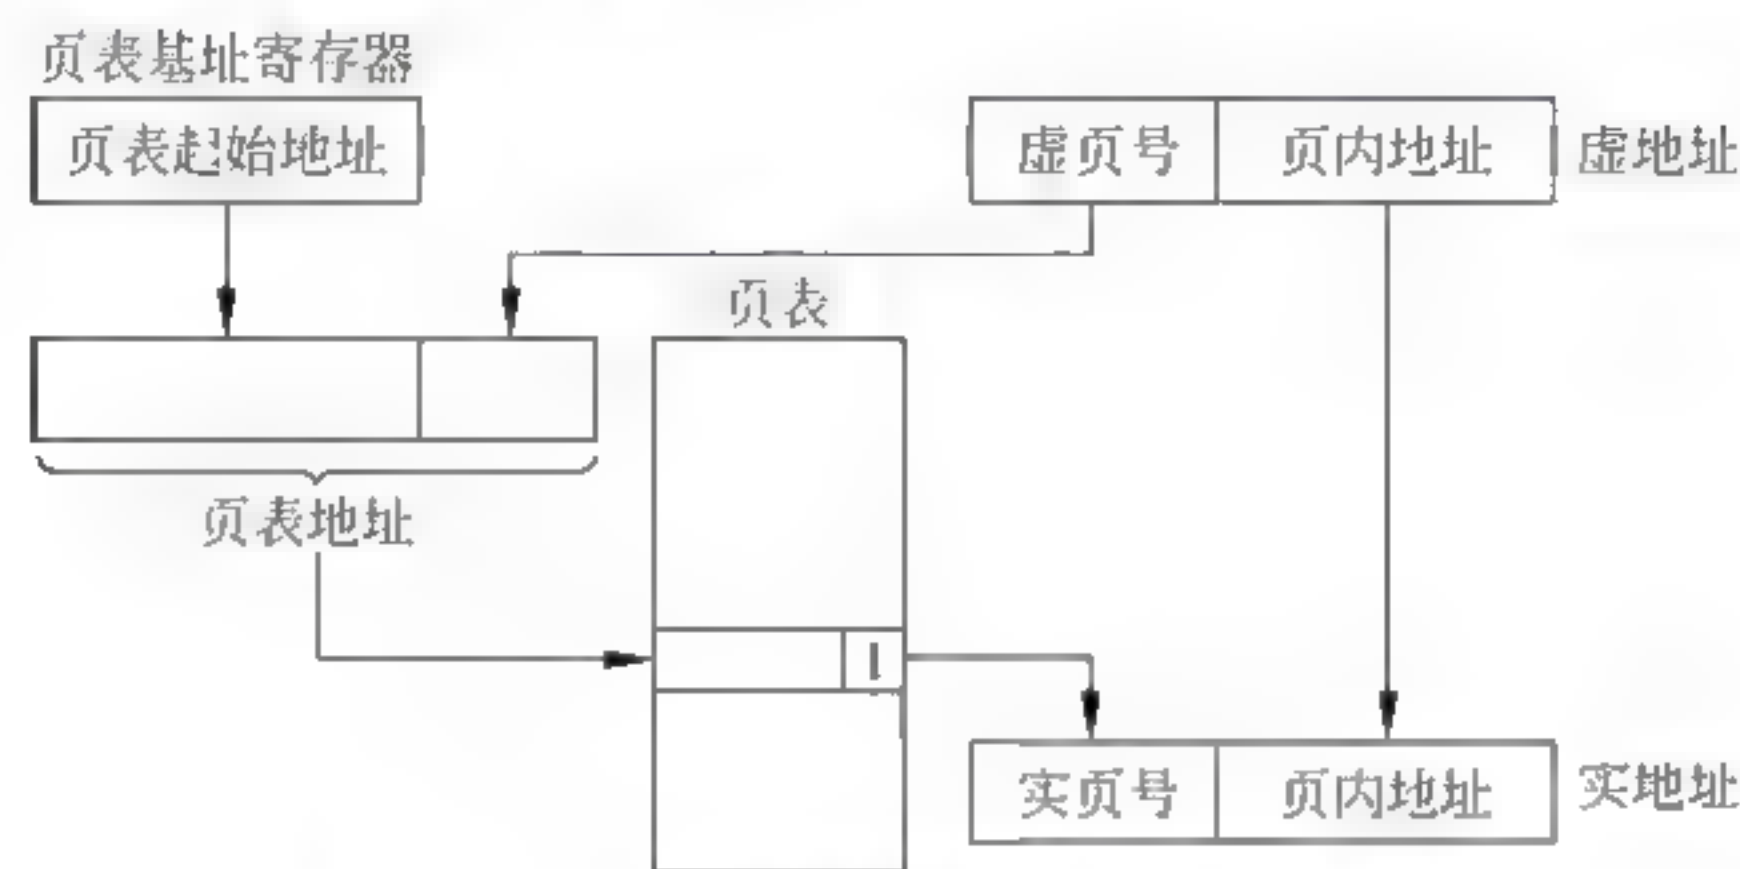 页表基址寄存器
页表起始地址
虚页号 页内地址 虚地址
页表
页表地址
1
实页号 页内地址 实地址